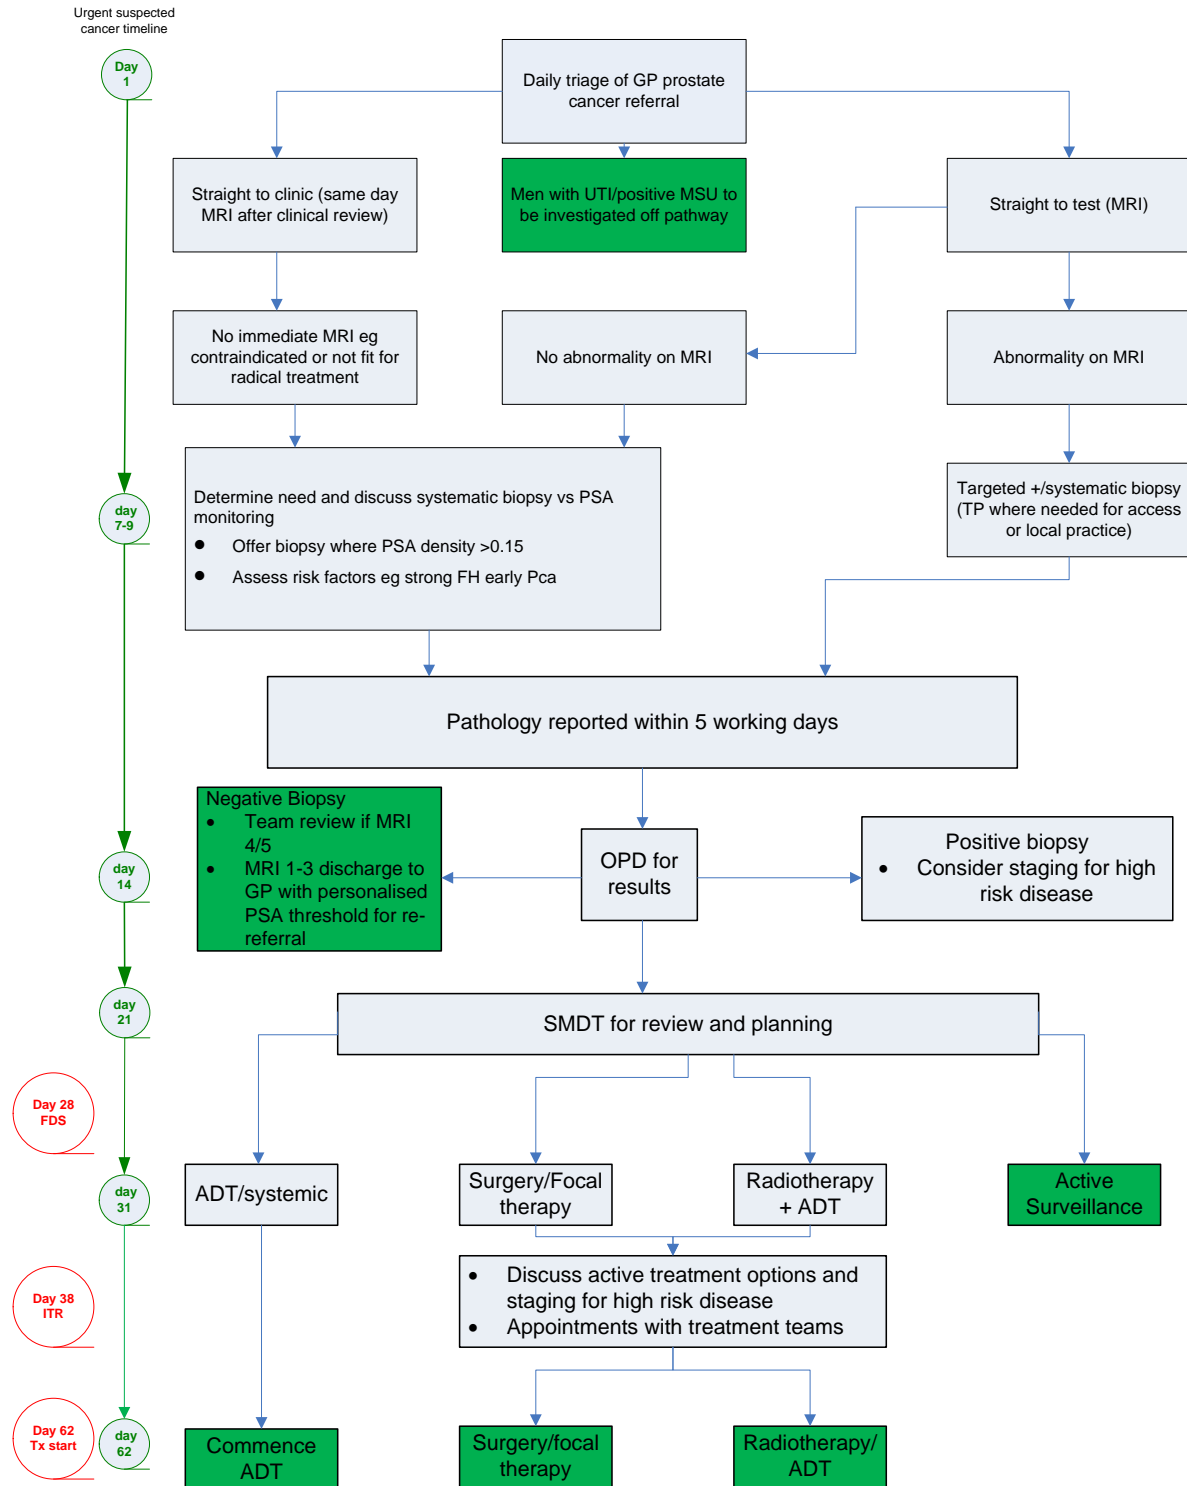 Urgent suspected
cancer timeline
Day
1
Daily triage of GP prostate
cancer referral
Straight to clinic (same day
MRI after clinical review)
Men with UTI/positive MSU to
be investigated off pathway
Straight to test (MRI)
No immediate MRI eg
contraindicated or not fit for
radical treatment
No abnormality on MRI
Abnormality on MRI
day
7-9
Determine need and discuss systematic biopsy vs PSA
monitoring
● Offer biopsy where PSA density >0.15
● Assess risk factors eg strong FH early Pca
Targeted +/systematic biopsy
(TP where needed for access
or local practice)
Pathology reported within 5 working days
day
14
Negative Biopsy
• Team review if MRI
4/5
• MRI 1-3 discharge to
GP with personalised
PSA threshold for re-
referral
OPD for
results
Positive biopsy
• Consider staging for high
risk disease
day
21
SMDT for review and planning
Day 28
FDS
day
31
ADT/systemic
Surgery/Focal
therapy
Radiotherapy
+ ADT
Active
Surveillance
Day 38
ITR
• Discuss active treatment options and
staging for high risk disease
• Appointments with treatment teams
Day 62
Tx start
day
62
Commence
ADT
Surgery/focal
therapy
Radiotherapy/
ADT